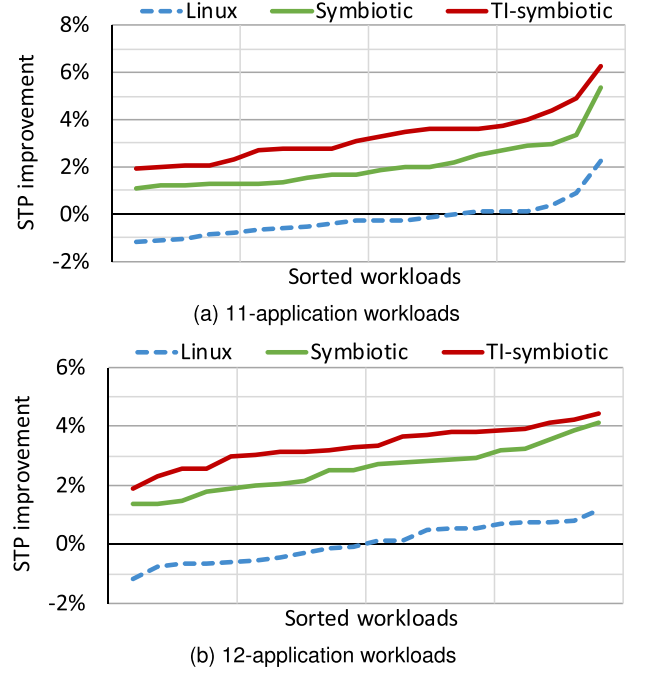 Linux Symbiotic TI-symbiotic
8%
6%
4%
2%
0%
-2%
STP improvement
Sorted workloads
(a) 11-application workloads
Linux Symbiotic TI-symbiotic
6%
4%
2%
0%
-2%
STP improvement
Sorted workloads
(b) 12-application workloads